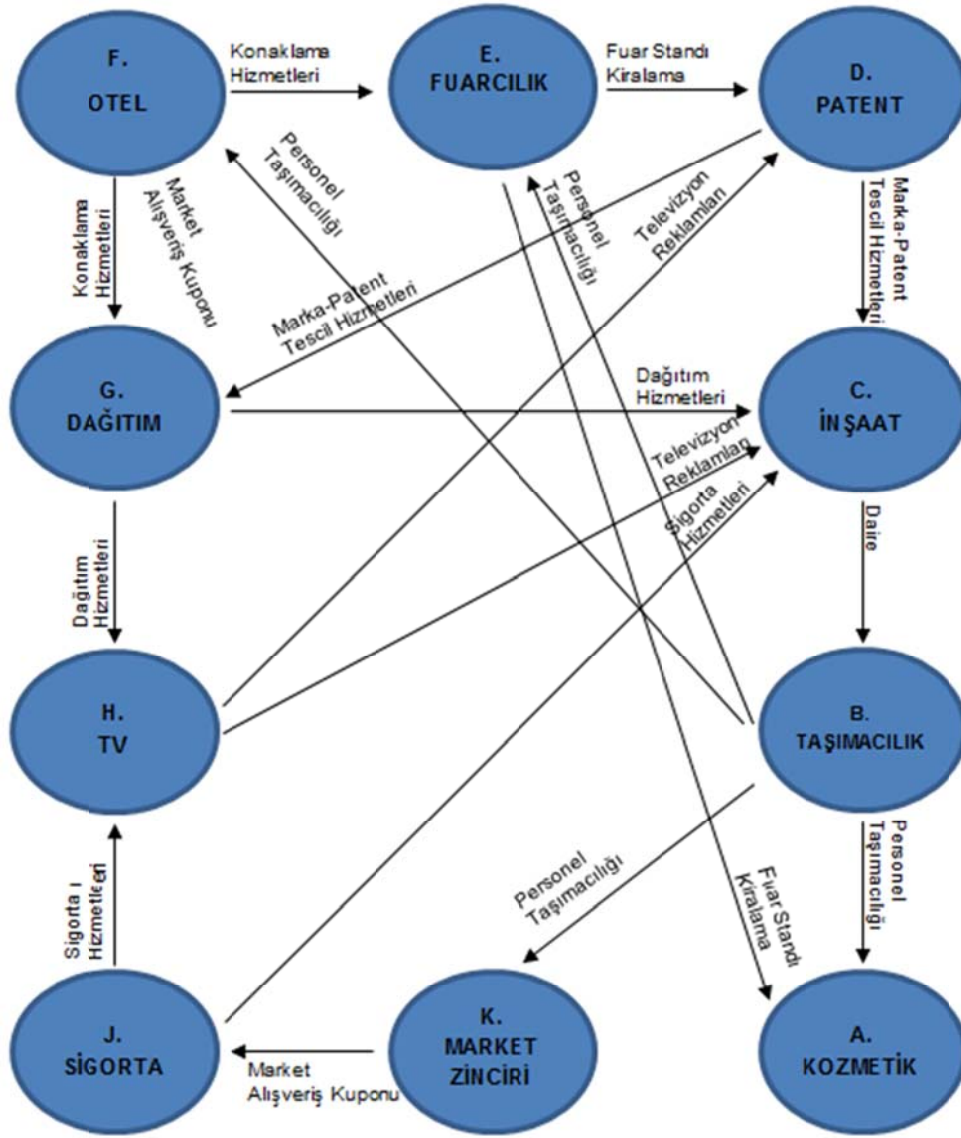 F.
OTEL
Konaklama
Hizmetleri
E.
FUARCILIK
Fuar Standı
Kiralama
D.
PATENT
Konaklama
Hizmetleri
Market
Alışveriş Kuponu
Personel
Taşımacılığı
Personel
Taşımacılığı
Televizyon
Reklamları
Marka-Patent
Tescil Hizmetleri
Marka-Patent
Tescil Hizmetleri
G.
DAĞITIM
Dağıtım
Hizmetleri
C.
İNŞAAT
Televizyon
Reklamları
Sigorta
Hizmetleri
Dağıtım
Hizmetleri
Daire
H.
TV
B.
TAŞIMACILIK
Sigorta ı
Hizmetleri
Personel
Taşımacılığı
Fuar Standı
Kiralama
Personel
Taşımacılığı
J.
SİGORTA
Market
Alışveriş Kuponu
K.
MARKET
ZİNCİRİ
A.
KOZMETİK